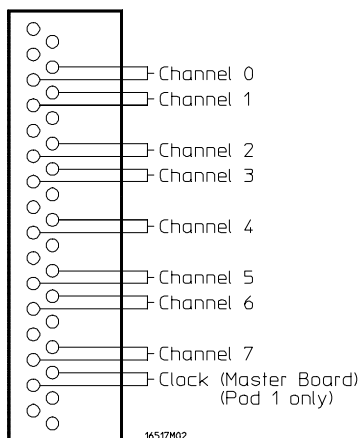 Channel 0
Channel 1
Channel 2
Channel 3
Channel 4
Channel 5
Channel 6
Channel 7
Clock (Master Board)
(Pod 1 only)
16517M02